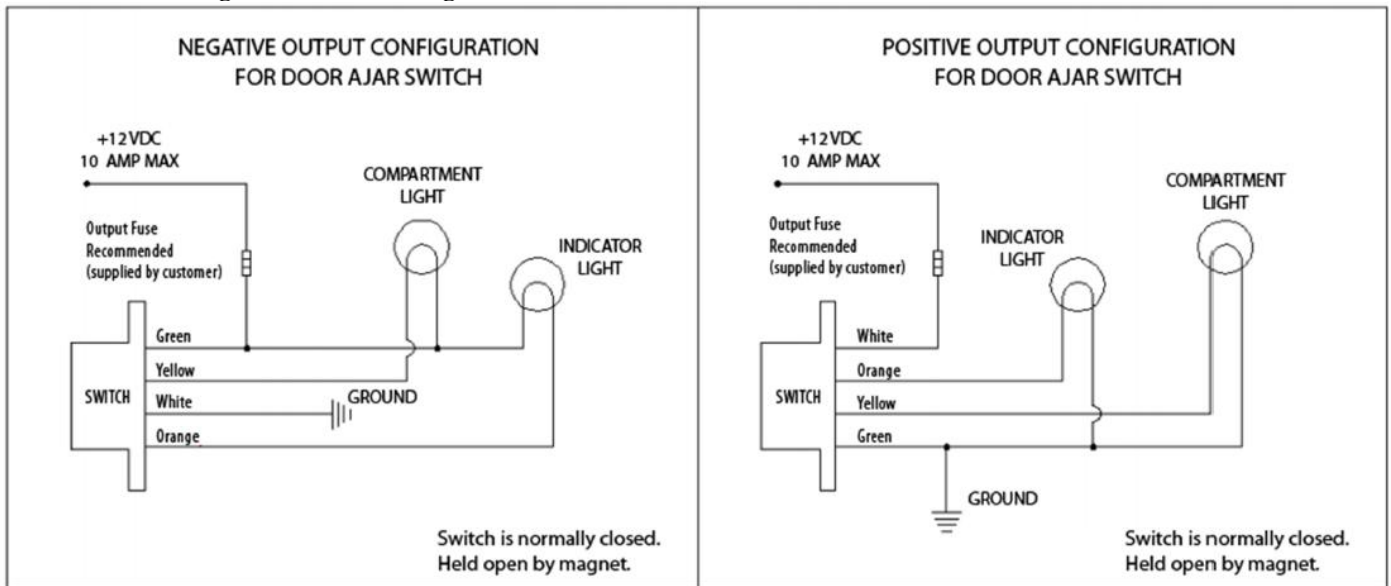 NEGATIVE OUTPUT CONFIGURATION
FOR DOOR AJAR SWITCH
+12VDC
10 AMP MAX
COMPARTMENT
LIGHT
Output Fuse
Recommended
(supplied by customer)
INDICATOR
LIGHT
Green
Yellow
SWITCH
White
GROUND
Orange
Switch is normally closed.
Held open by magnet.
POSITIVE OUTPUT CONFIGURATION
FOR DOOR AJAR SWITCH
+12VDC
10 AMP MAX
COMPARTMENT
LIGHT
Output Fuse
Recommended
(supplied by customer)
INDICATOR
LIGHT
White
Orange
SWITCH
Yellow
Green
GROUND
Switch is normally closed.
Held open by magnet.